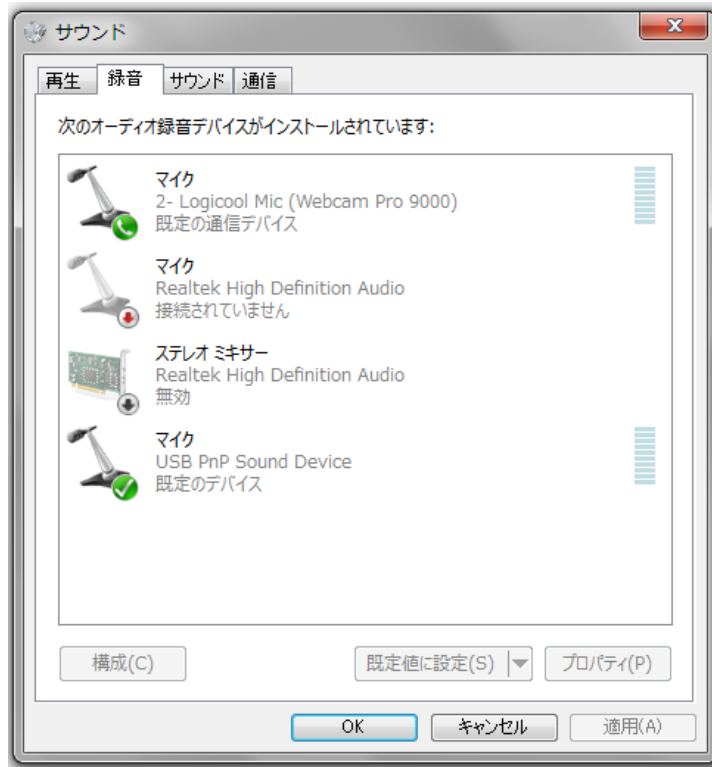 サウンド
再生 録音 サウンド 通信
次のオーディオ録音デバイスがインストールされています:
マイク
2- Logicool Mic (Webcam Pro 9000)
既定の通信デバイス
マイク
Realtek High Definition Audio
接続されていません
ステレオ ミキサー
Realtek High Definition Audio
無効
マイク
USB PnP Sound Device
既定のデバイス
構成(C) 既定値に設定(S) プロパティ(P)
OK キャンセル 適用(A)